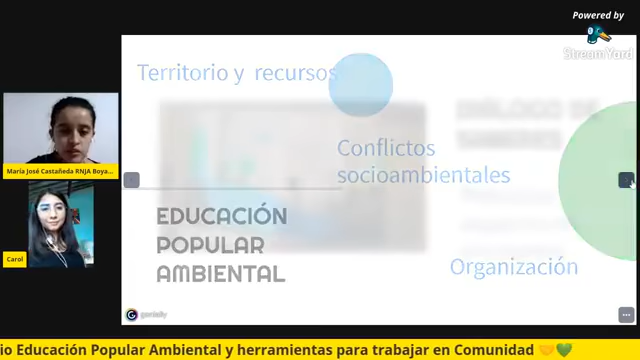 Powered by
StreamYard
Territorio y recursos
Conflictos
socioambientales
EDUCACIÓN
POPULAR
AMBIENTAL
Organización
genially
María José Castañeda RNJA Boya...
Carol
io Educación Popular Ambiental y herramientas para trabajar en Comunidad 🤝💚